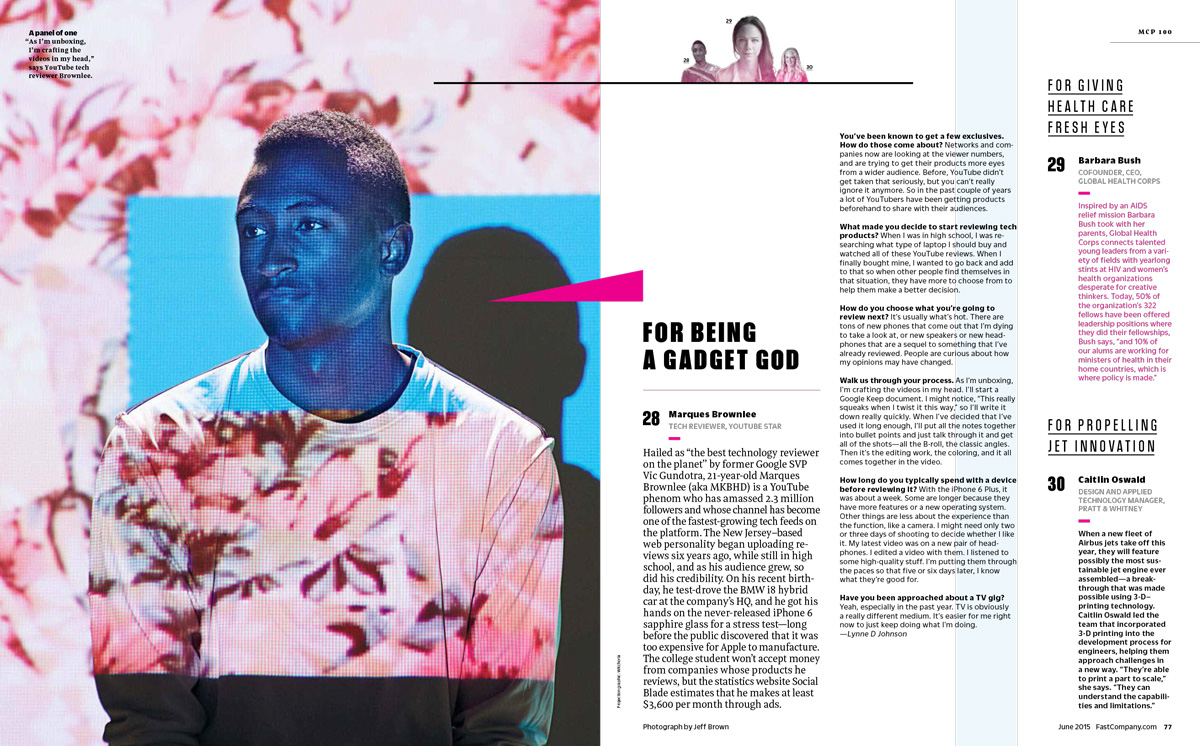 A panel of one
“As I’m unboxing,
I’m crafting the
videos in my head,”
says YouTube tech
reviewer Brownlee.
28
29
30
MCP 100
FOR BEING
A GADGET GOD
28 Marques Brownlee
TECH REVIEWER, YOUTUBE STAR
Hailed as “the best technology reviewer
on the planet” by former Google SVP
Vic Gundotra, 21-year-old Marques
Brownlee (aka MKBHD) is a YouTube
phenom who has amassed 2.3 million
followers and whose channel has become
one of the fastest-growing tech feeds on
the platform. The New Jersey–based
web personality began uploading re-
views six years ago, while still in high
school, and as his audience grew, so
did his credibility. On his recent birth-
day, he test-drove the BMW i8 hybrid
car at the company’s HQ, and he got his
hands on the never-released iPhone 6
sapphire glass for a stress test—long
before the public discovered that it was
too expensive for Apple to manufacture.
The college student won’t accept money
from companies whose products he
reviews, but the statistics website Social
Blade estimates that he makes at least
$3,600 per month through ads.
Photograph by Jeff Brown
You’ve been known to get a few exclusives.
How do those come about? Networks and com-
panies now are looking at the viewer numbers,
and are trying to get their products more eyes
from a wider audience. Before, YouTube didn’t
get taken that seriously, but you can’t really
ignore it anymore. So in the past couple of years
a lot of YouTubers have been getting products
beforehand to share with their audiences.
What made you decide to start reviewing tech
products? When I was in high school, I was re-
searching what type of laptop I should buy and
watched all of these YouTube reviews. When I
finally bought mine, I wanted to go back and add
to that so when other people find themselves in
that situation, they have more to choose from to
help them make a better decision.
How do you choose what you’re going to
review next? It’s usually what’s hot. There are
tons of new phones that come out that I’m dying
to take a look at, or new speakers or new head-
phones that are a sequel to something that I’ve
already reviewed. People are curious about how
my opinions may have changed.
Walk us through your process. As I’m unboxing,
I’m crafting the videos in my head. I’ll start a
Google Keep document. I might notice, “This really
squeaks when I twist it this way,” so I’ll write it
down really quickly. When I’ve decided that I’ve
used it long enough, I’ll put all the notes together
into bullet points and just talk through it and get
all of the shots—all the B-roll, the classic angles.
Then it’s the editing work, the coloring, and it all
comes together in the video.
How long do you typically spend with a device
before reviewing it? With the iPhone 6 Plus, it
was about a week. Some are longer because they
have more features or a new operating system.
Other things are less about the experience than
the function, like a camera. I might need only two
or three days of shooting to decide whether I like
it. My latest video was on a new pair of head-
phones. I edited a video with them. I listened to
some high-quality stuff. I’m putting them through
the paces so that five or six days later, I know
what they’re good for.
Have you been approached about a TV gig?
Yeah, especially in the past year. TV is obviously
a really different medium. It’s easier for me right
now to just keep doing what I’m doing.
—Lynne D Johnson
FOR GIVING
HEALTH CARE
FRESH EYES
29 Barbara Bush
COFOUNDER, CEO,
GLOBAL HEALTH CORPS
Inspired by an AIDS
relief mission Barbara
Bush took with her
parents, Global Health
Corps connects talented
young leaders from a vari-
ety of fields with yearlong
stints at HIV and women’s
health organizations
desperate for creative
thinkers. Today, 50% of
the organization’s 322
fellows have been offered
leadership positions where
they did their fellowships,
Bush says, “and 10% of
our alums are working for
ministers of health in their
home countries, which is
where policy is made.”
FOR PROPELLING
JET INNOVATION
30 Caitlin Oswald
DESIGN AND APPLIED
TECHNOLOGY MANAGER,
PRATT & WHITNEY
When a new fleet of
Airbus jets take off this
year, they will feature
possibly the most sus-
tainable jet engine ever
assembled—a break-
through that was made
possible using 3-D–
printing technology.
Caitlin Oswald led the
team that incorporated
3-D printing into the
development process for
engineers, helping them
approach challenges in
a new way. “They’re able
to print a part to scale,”
she says. “They can
understand the capabili-
ties and limitations.”
June 2015 FastCompany.com 77